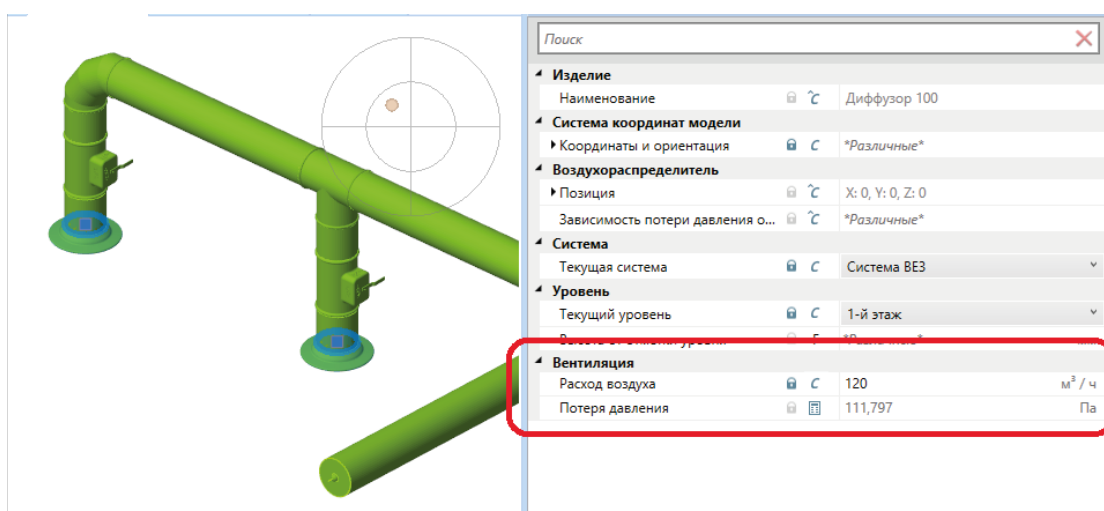 Поиск
Изделие
Наименование С Диффузор 100
Система координат модели
Координаты и ориентация С *Различные*
Воздухораспределитель
Позиция С X: 0, Y: 0, Z: 0
Зависимость потери давления о... С *Различные*
Система
Текущая система С Система ВЕ3
Уровень
Текущий уровень С 1-й этаж
Вентиляция
Расход воздуха С 120 м³ / ч
Потеря давления 111,797 Па